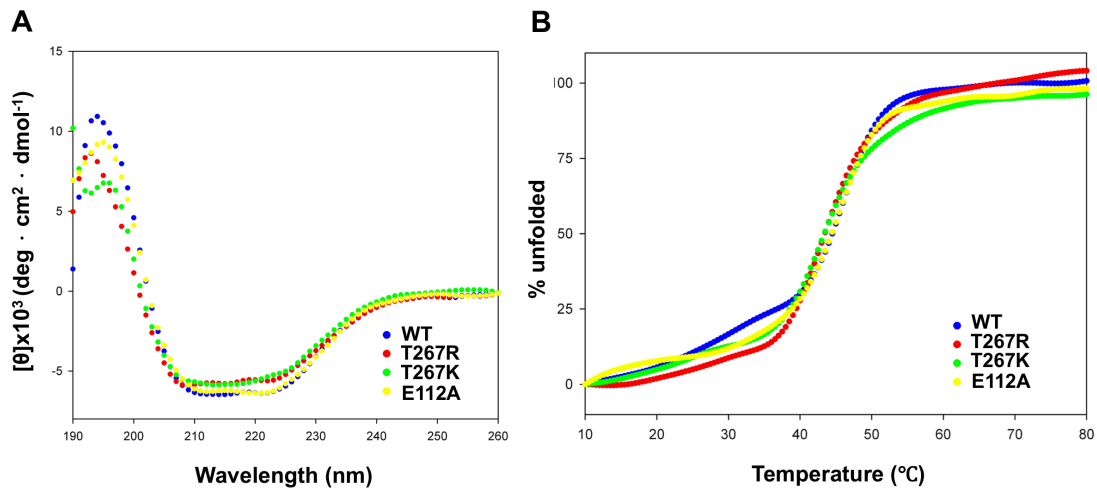 A
15
10
5
0
-5
190
200
210
220
230
240
250
260
[θ]x10³ (deg · cm² · dmol⁻¹)
Wavelength (nm)
WT
T267R
T267K
E112A
B
100
75
50
25
0
10
20
30
40
50
60
70
80
% unfolded
Temperature (℃)
WT
T267R
T267K
E112A